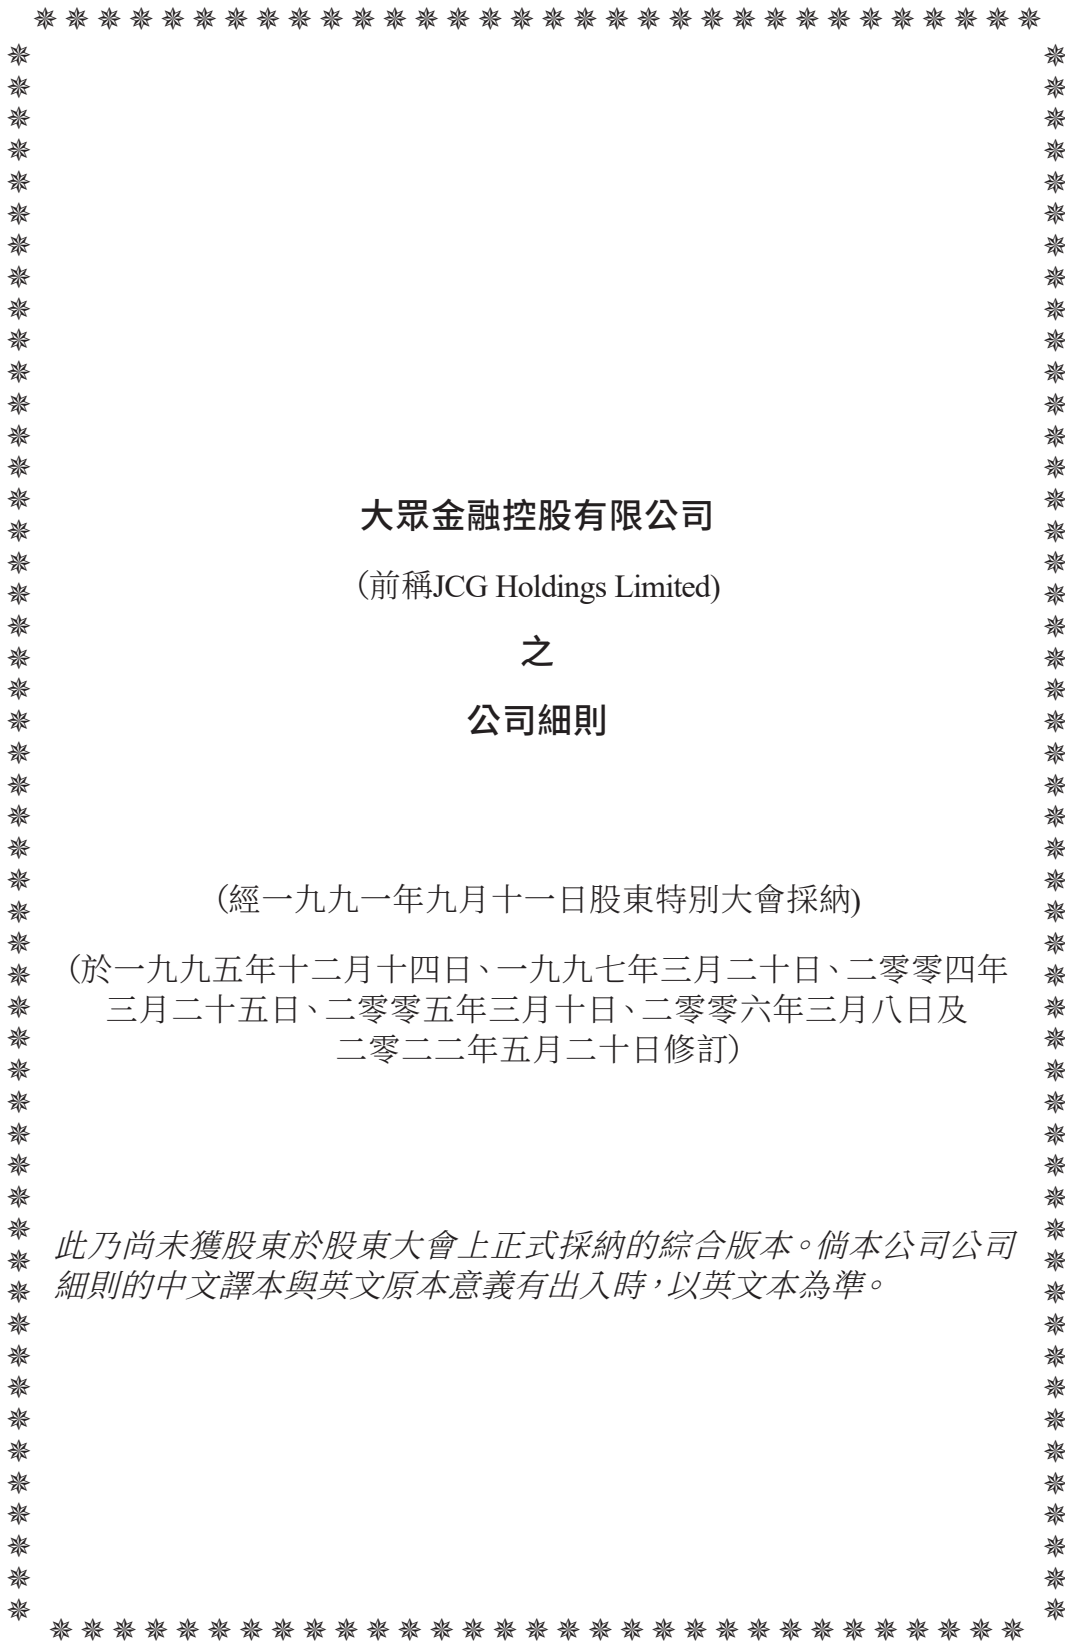 大眾金融控股有限公司
（前稱JCG Holdings Limited)
之
公司細則
（經一九九一年九月十一日股東特別大會採納)
（於一九九五年十二月十四日、一九九七年三月二十日、二零零四年
三月二十五日、二零零五年三月十日、二零零六年三月八日及
二零二二年五月二十日修訂）
此乃尚未獲股東於股東大會上正式採納的綜合版本。倘本公司公司
細則的中文譯本與英文原本意義有出入時，以英文本為準。